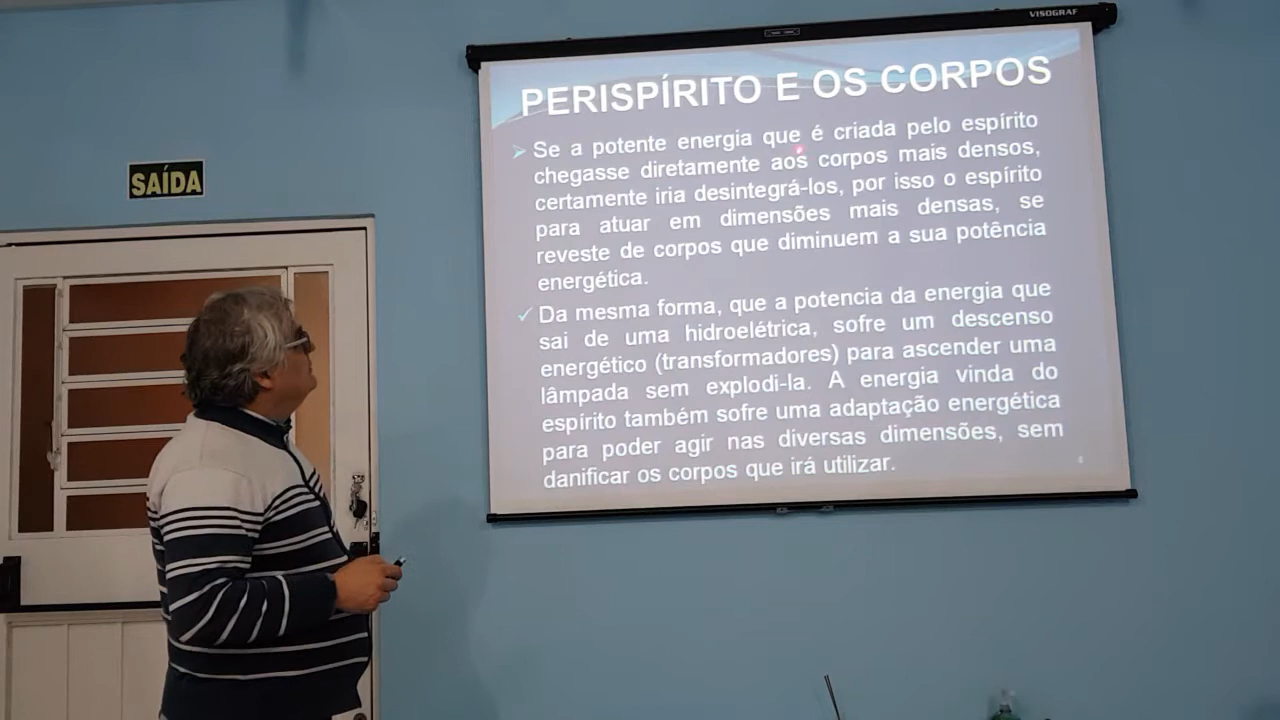 VISOGRAF
SAÍDA
PERISPÍRITO E OS CORPOS
Se a potente energia que é criada pelo espírito
chegasse diretamente aos corpos mais densos,
certamente iria desintegrá-los, por isso o espírito
para atuar em dimensões mais densas, se
reveste de corpos que diminuem a sua potência
energética.
Da mesma forma, que a potencia da energia que
sai de uma hidroelétrica, sofre um descenso
energético (transformadores) para ascender uma
lâmpada sem explodi-la. A energia vinda do
espírito também sofre uma adaptação energética
para poder agir nas diversas dimensões, sem
danificar os corpos que irá utilizar.